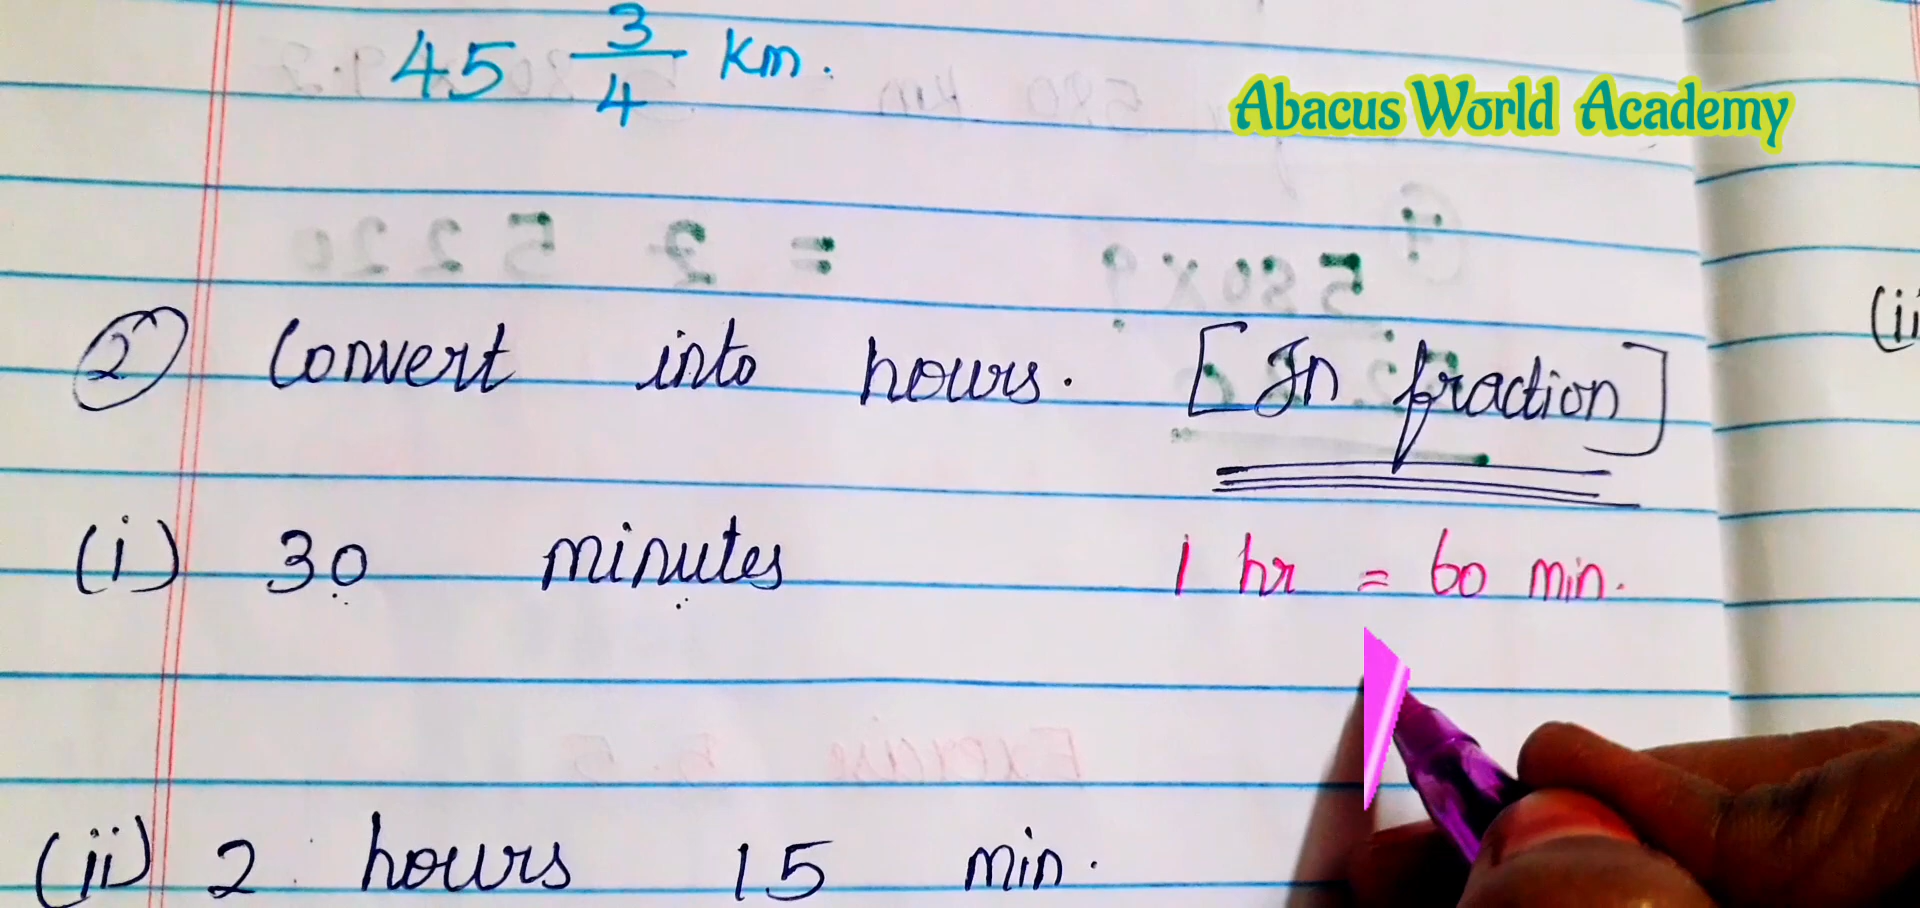 45 3/4 Km.
Abacus World Academy
(2) Convert into hours. [In fraction]
(i) 30 minutes 1 hr = 60 min.
(ii) 2 hours 15 min.
(ii